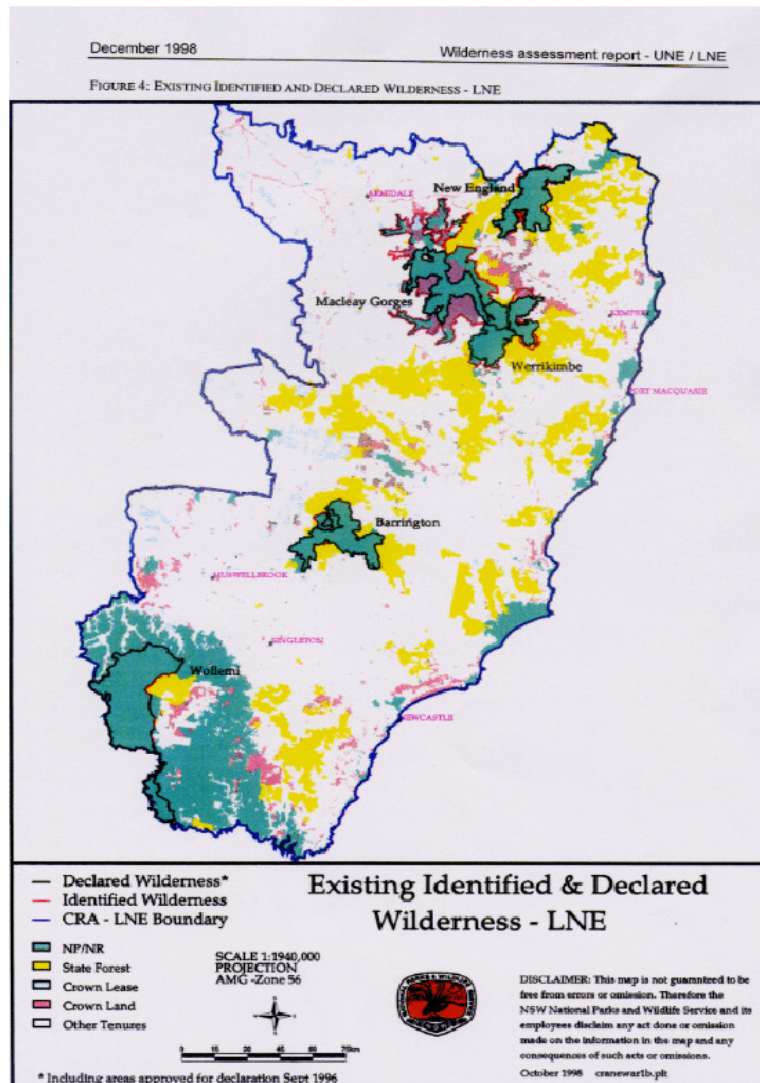 December 1998
Wilderness assessment report - UNE / LNE
FIGURE 4: EXISTING IDENTIFIED AND DECLARED WILDERNESS - LNE
ARMIDALE
New England
Macleay Gorges
KEMPSEY
Werrikimbe
PORT MACQUARIE
Barrington
MUSWELLBROOK
SINGLETON
Wollemi
NEWCASTLE
Declared Wilderness*
Identified Wilderness
CRA - LNE Boundary
NP/NR
State Forest
Crown Lease
Crown Land
Other Tenures
SCALE 1:1940,000
PROJECTION
AMG -Zone 56
0 15 30 45 60 75km
* Including areas approved for declaration Sept 1996
Existing Identified & Declared
Wilderness - LNE
DISCLAIMER: This map is not guaranteed to be
free from errors or omission. Therefore the
NSW National Parks and Wildlife Service and its
employees disclaim any act done or omission
made on the information in the map and any
consequences of such acts or omissions.
October 1998 cranewar1b.plt